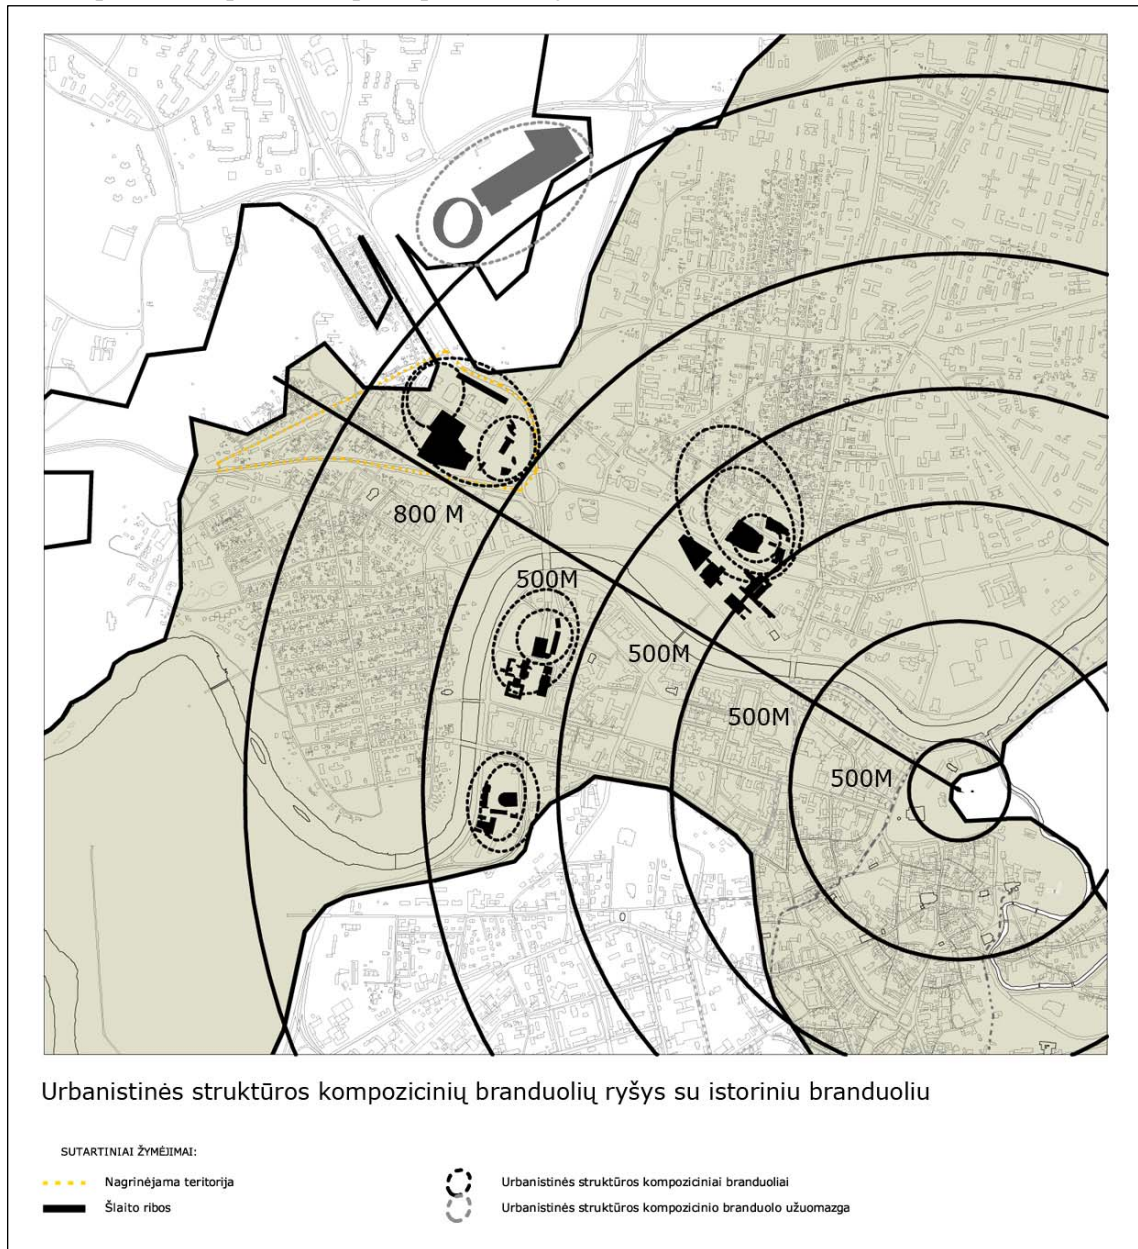 800 M
500M
500M
500M
500M
Urbanistinės struktūros kompozicinių branduolių ryšys su istoriniu branduoliu
SUTARTINIAI ŽYMĖJIMAI:
Nagrinėjama teritorija
Šlaito ribos
Urbanistinės struktūros kompoziciniai branduoliai
Urbanistinės struktūros kompozicinio branduolo užuomazga